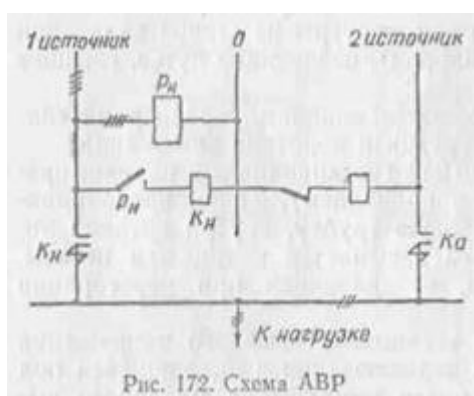 1 источник 0 2 источник
Рн
Рн
Кн
Кн
Ка
К нагрузке
Рис. 172. Схема АВР